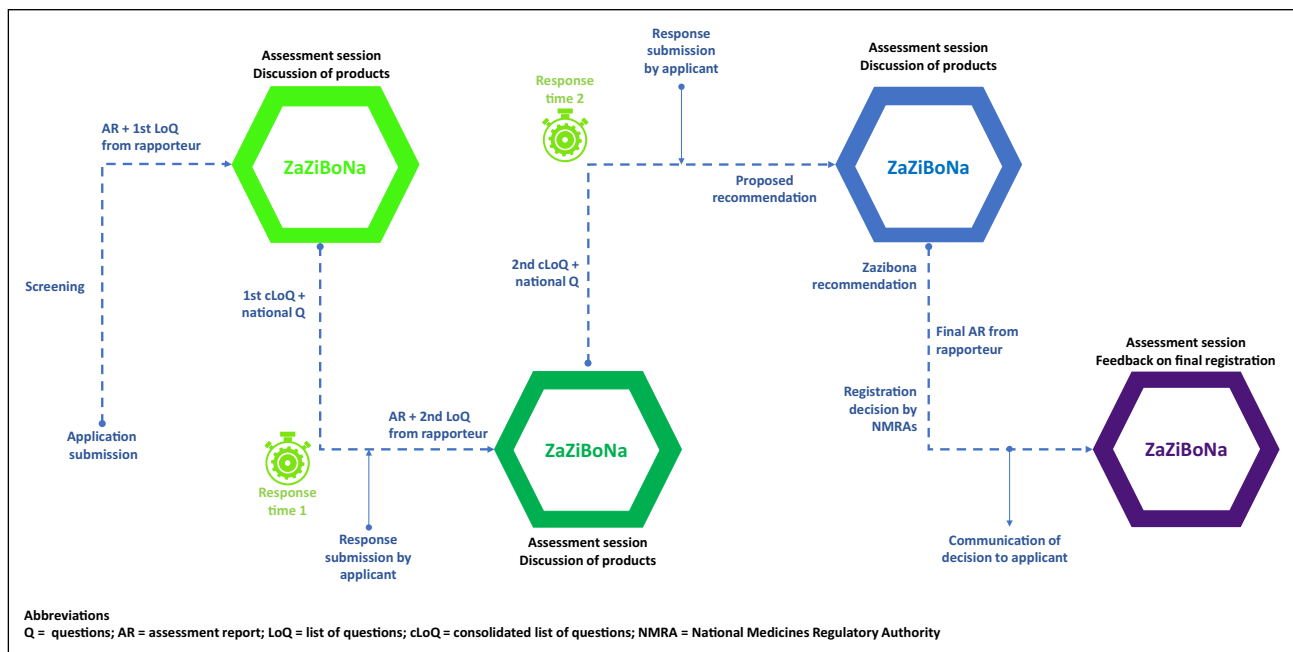 Application
submission
Screening
AR + 1st LoQ
from rapporteur
Assessment session
Discussion of products
ZaZiBoNa
1st cLoQ +
national Q
Response
time 1
Response
submission by
applicant
AR + 2nd LoQ
from rapporteur
ZaZiBoNa
Assessment session
Discussion of products
2nd cLoQ +
national Q
Response
time 2
Response
submission
by applicant
Proposed
recommendation
Assessment session
Discussion of products
ZaZiBoNa
Zazibona
recommendation
Final AR from
rapporteur
Registration
decision by
NMRAs
Communication of
decision to applicant
Assessment session
Feedback on final registration
ZaZiBoNa
Abbreviations
Q = questions; AR = assessment report; LoQ = list of questions; cLoQ = consolidated list of questions; NMRA = National Medicines Regulatory Authority